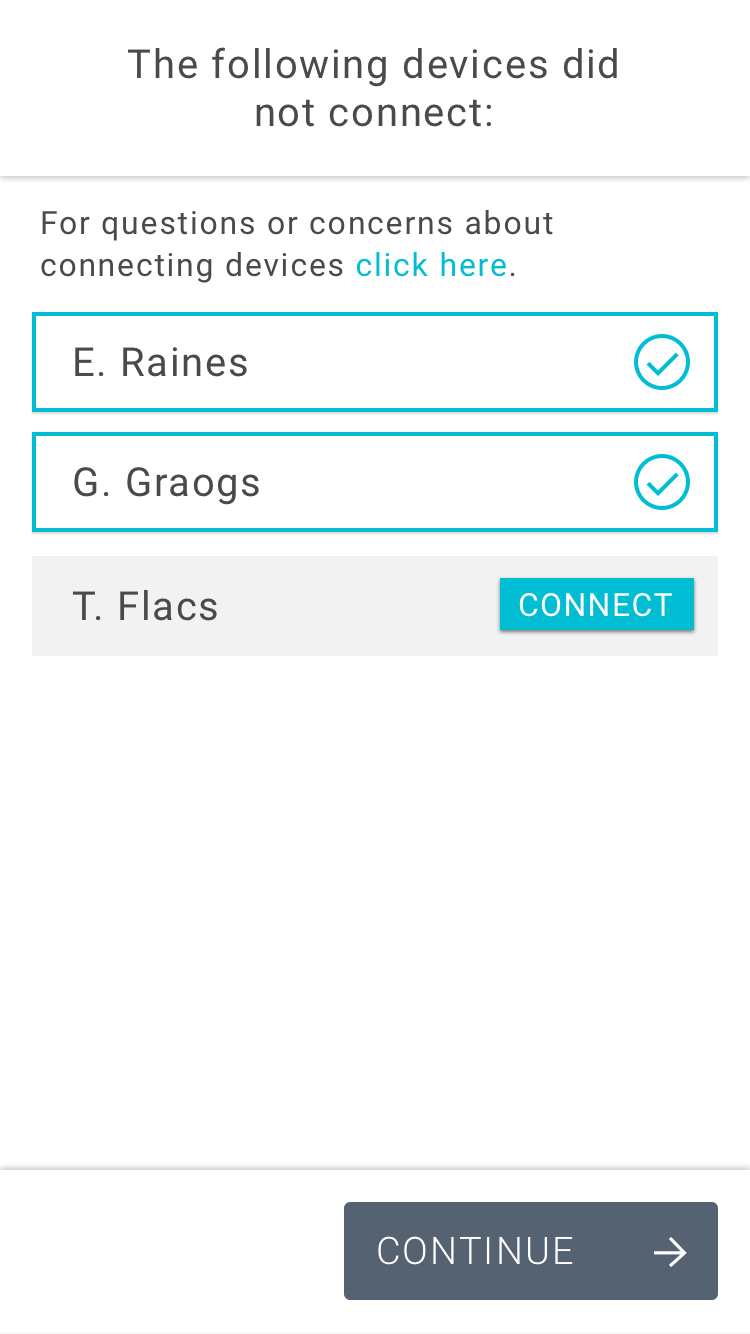 The following devices did
not connect:
For questions or concerns about
connecting devices click here.
E. Raines
G. Graogs
T. Flacs
CONNECT
CONTINUE